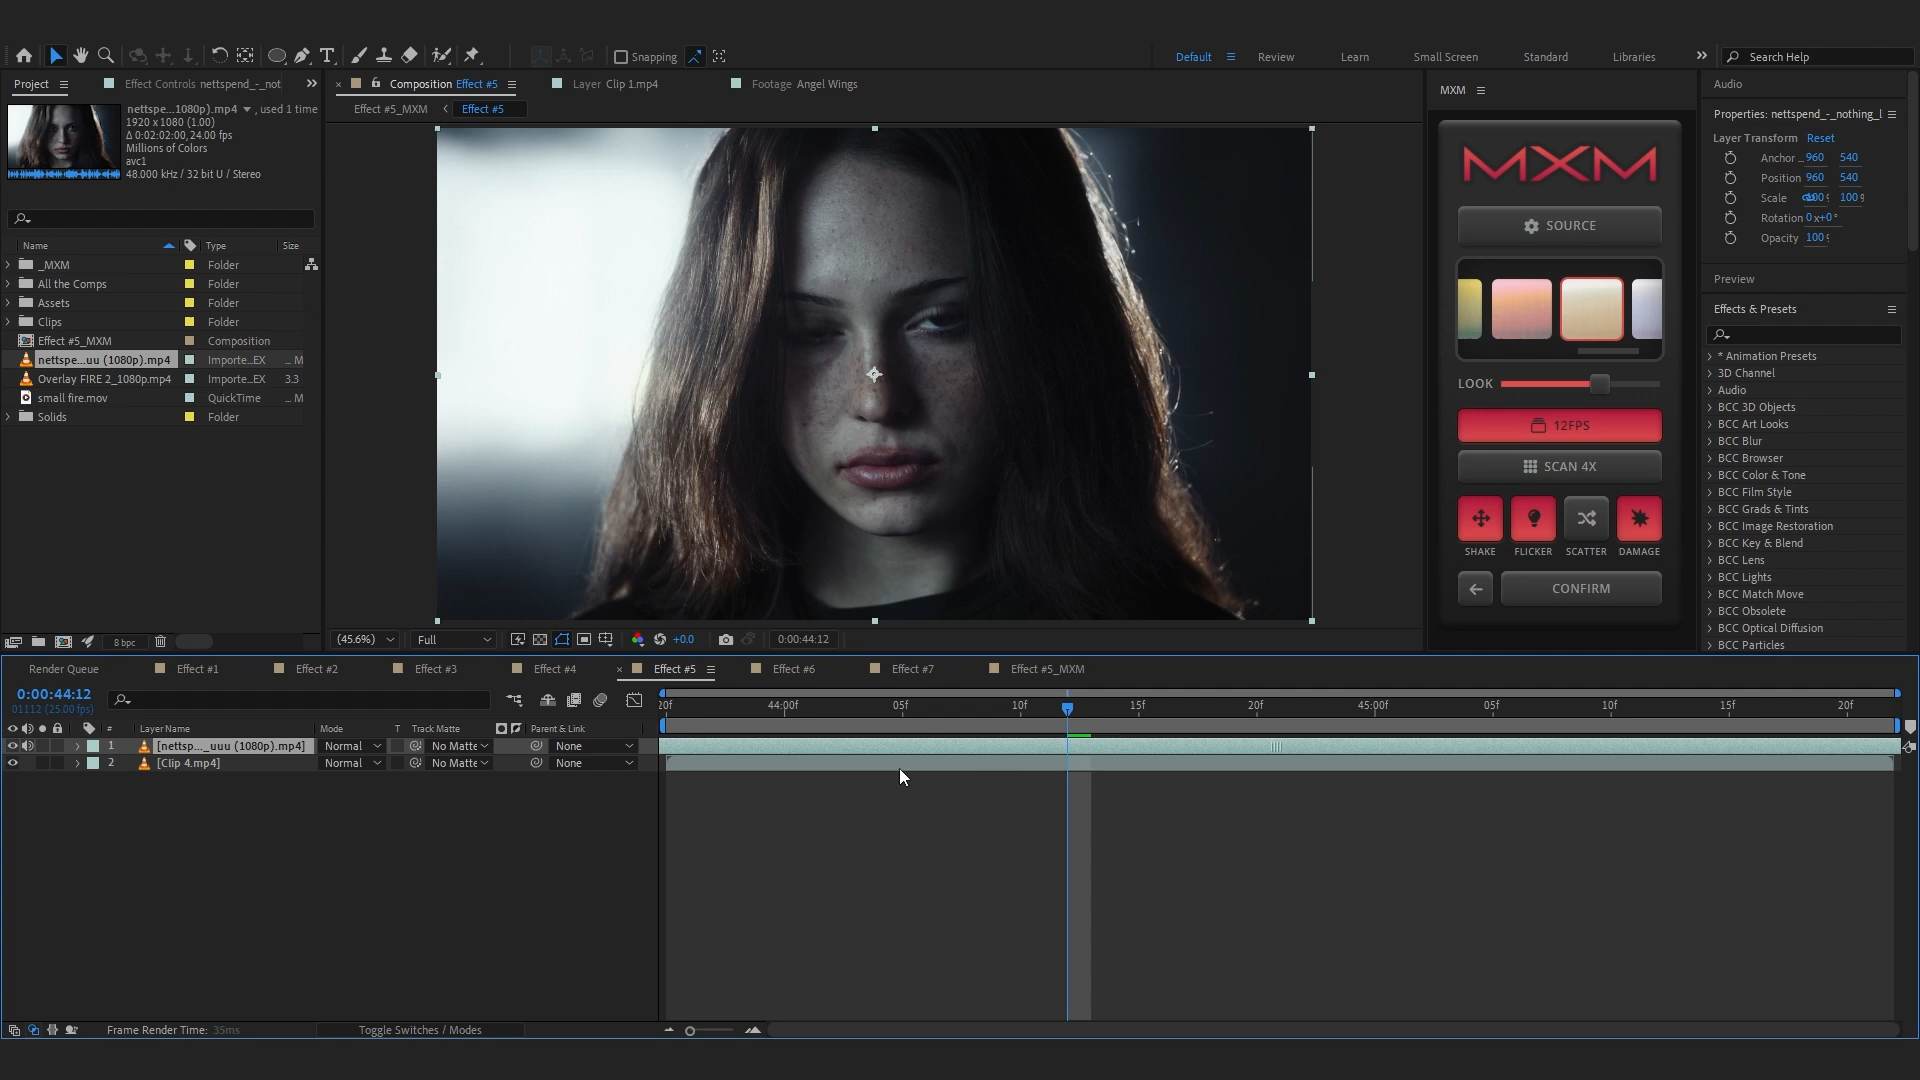 Snapping
Default
Review
Learn
Small Screen
Standard
Libraries
Search Help
Project
Effect Controls nettspend_-_not
Composition Effect #5
Layer Clip 1.mp4
Footage Angel Wings
Effect #5_MXM
Effect #5
nettspe...1080p).mp4 , used 1 time
1920 x 1080 (1.00)
Δ 0:02:02:00, 24.00 fps
Millions of Colors
avc1
48.000 kHz / 32 bit U / Stereo
Name Type Size
_MXM Folder
All the Comps Folder
Assets Folder
Clips Folder
Effect #5_MXM Composition
nettspe...uu (1080p).mp4 Importe...EX ... M
Overlay FIRE 2_1080p.mp4 Importe...EX 3.3
small fire.mov QuickTime ... M
Solids Folder
8 bpc
(45.6%)
Full
+0.0
0:00:44:12
MXM
MXM
SOURCE
LOOK
12FPS
SCAN 4X
SHAKE FLICKER SCATTER DAMAGE
CONFIRM
Audio
Properties: nettspend_-_nothing_l
Layer Transform Reset
Anchor ... 960 540
Position 960 540
Scale 100 100
Rotation 0x+0°
Opacity 100
Preview
Effects & Presets
* Animation Presets
3D Channel
Audio
BCC 3D Objects
BCC Art Looks
BCC Blur
BCC Browser
BCC Color & Tone
BCC Film Style
BCC Grads & Tints
BCC Image Restoration
BCC Key & Blend
BCC Lens
BCC Lights
BCC Match Move
BCC Obsolete
BCC Optical Diffusion
BCC Particles
Render Queue
Effect #1
Effect #2
Effect #3
Effect #4
Effect #5
Effect #6
Effect #7
Effect #5_MXM
0:00:44:12
01112 (25.00 fps)
20f 44:00f 05f 10f 15f 20f 45:00f 05f 10f 15f 20f
# Layer Name Mode T Track Matte Parent & Link
1 [nettsp..._uuu (1080p).mp4] Normal No Matte None
2 [Clip 4.mp4] Normal No Matte None
Frame Render Time: 35ms
Toggle Switches / Modes